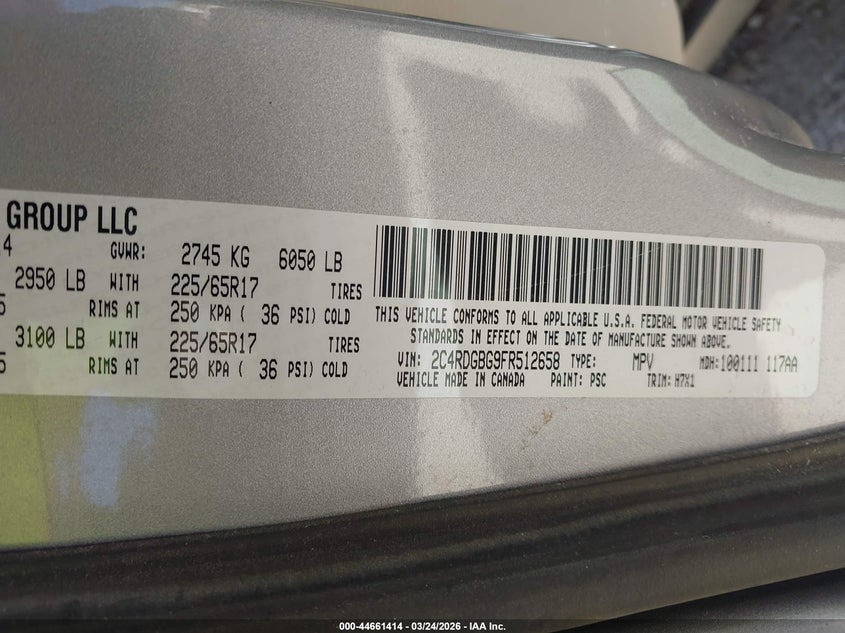 GROUP LLC
4
GVWR: 2745 KG 6050 LB
2950 LB WITH 225/65R17 TIRES
5 RIMS AT 250 KPA ( 36 PSI) COLD
3100 LB WITH 225/65R17 TIRES
5 RIMS AT 250 KPA ( 36 PSI) COLD
THIS VEHICLE CONFORMS TO ALL APPLICABLE U.S.A. FEDERAL MOTOR VEHICLE SAFETY
STANDARDS IN EFFECT ON THE DATE OF MANUFACTURE SHOWN ABOVE.
VIN: 2C4RDGBG9FR512658 TYPE: MPV MDH: 100111 117AA
VEHICLE MADE IN CANADA PAINT: PSC TRIM: H7X1
000-44661414 - 03/24/2026 - IAA Inc.